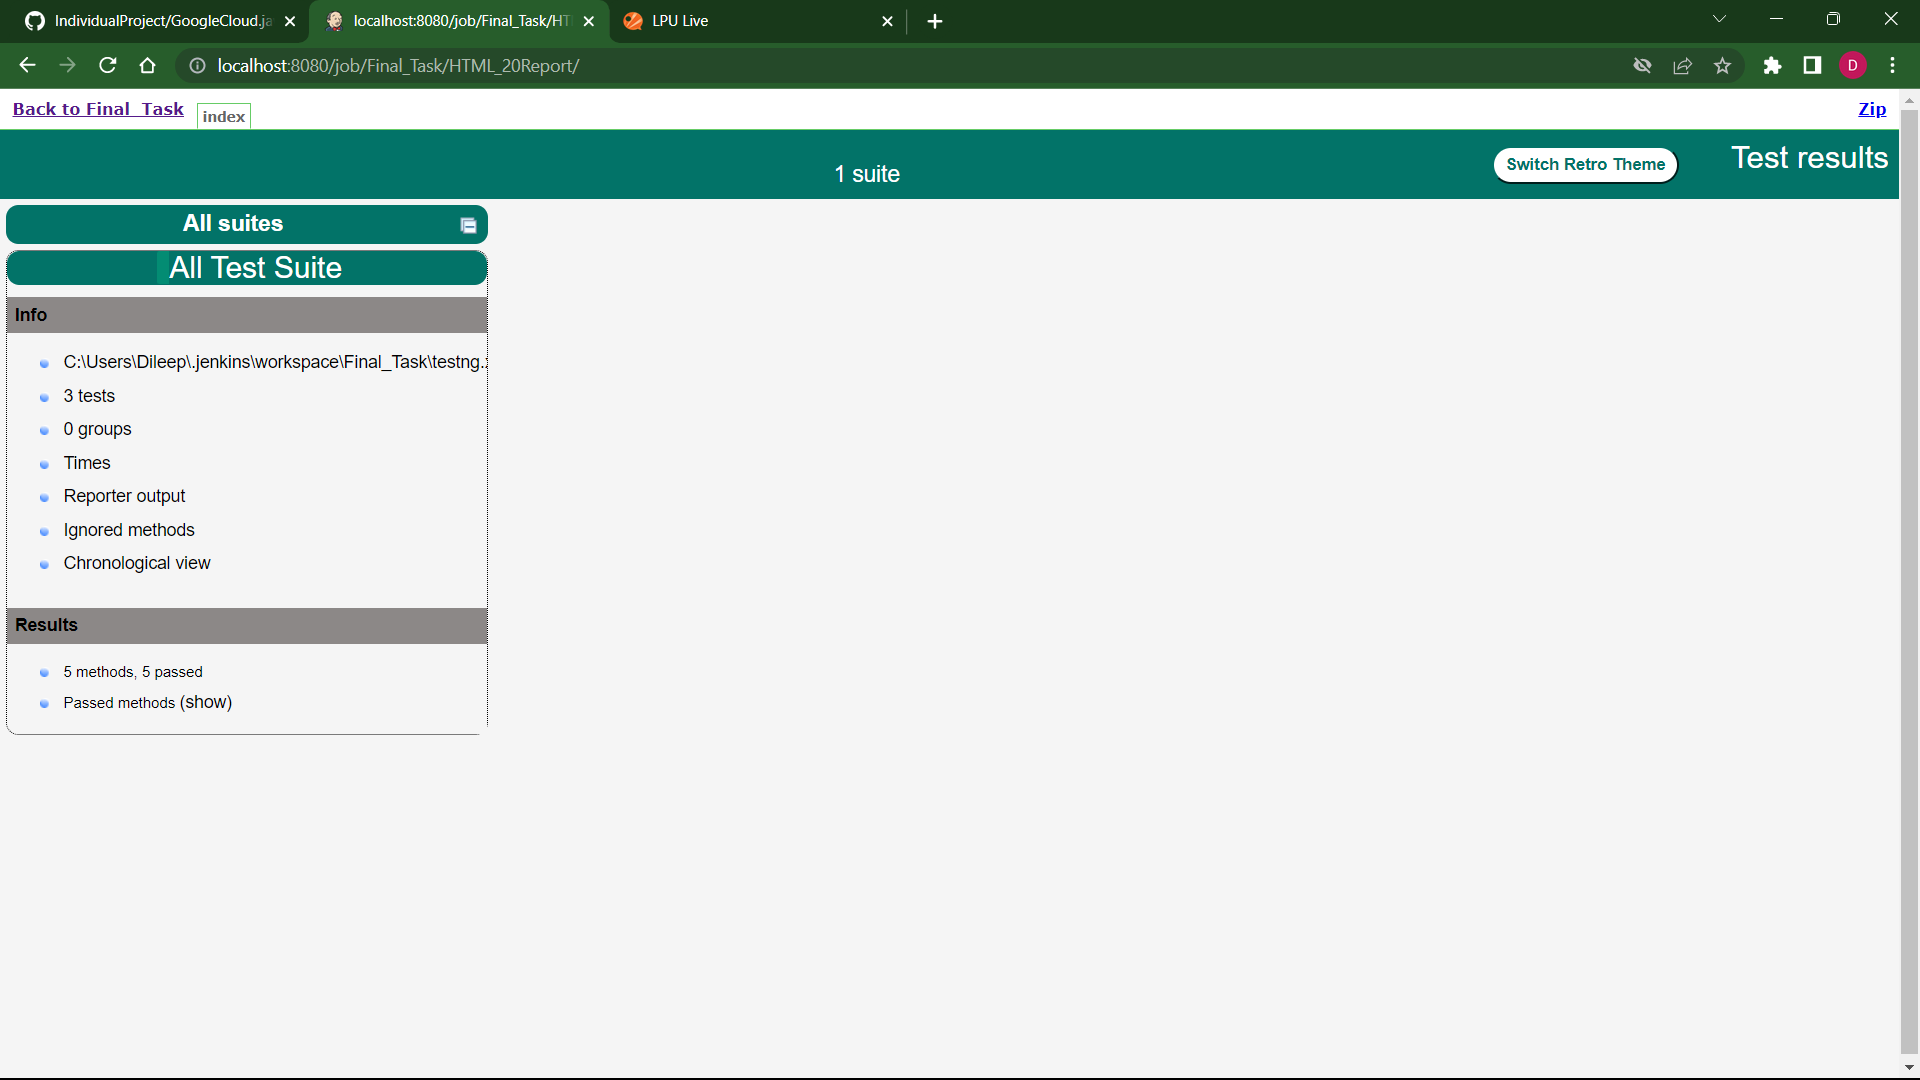 IndividualProject/GoogleCloud.ja
localhost:8080/job/Final_Task/HT
LPU Live
localhost:8080/job/Final_Task/HTML_20Report/
D
Back to Final_Task
index
Zip
1 suite
Switch Retro Theme
Test results
All suites
All Test Suite
Info
C:\Users\Dileep\.jenkins\workspace\Final_Task\testng.
3 tests
0 groups
Times
Reporter output
Ignored methods
Chronological view
Results
5 methods, 5 passed
Passed methods (show)